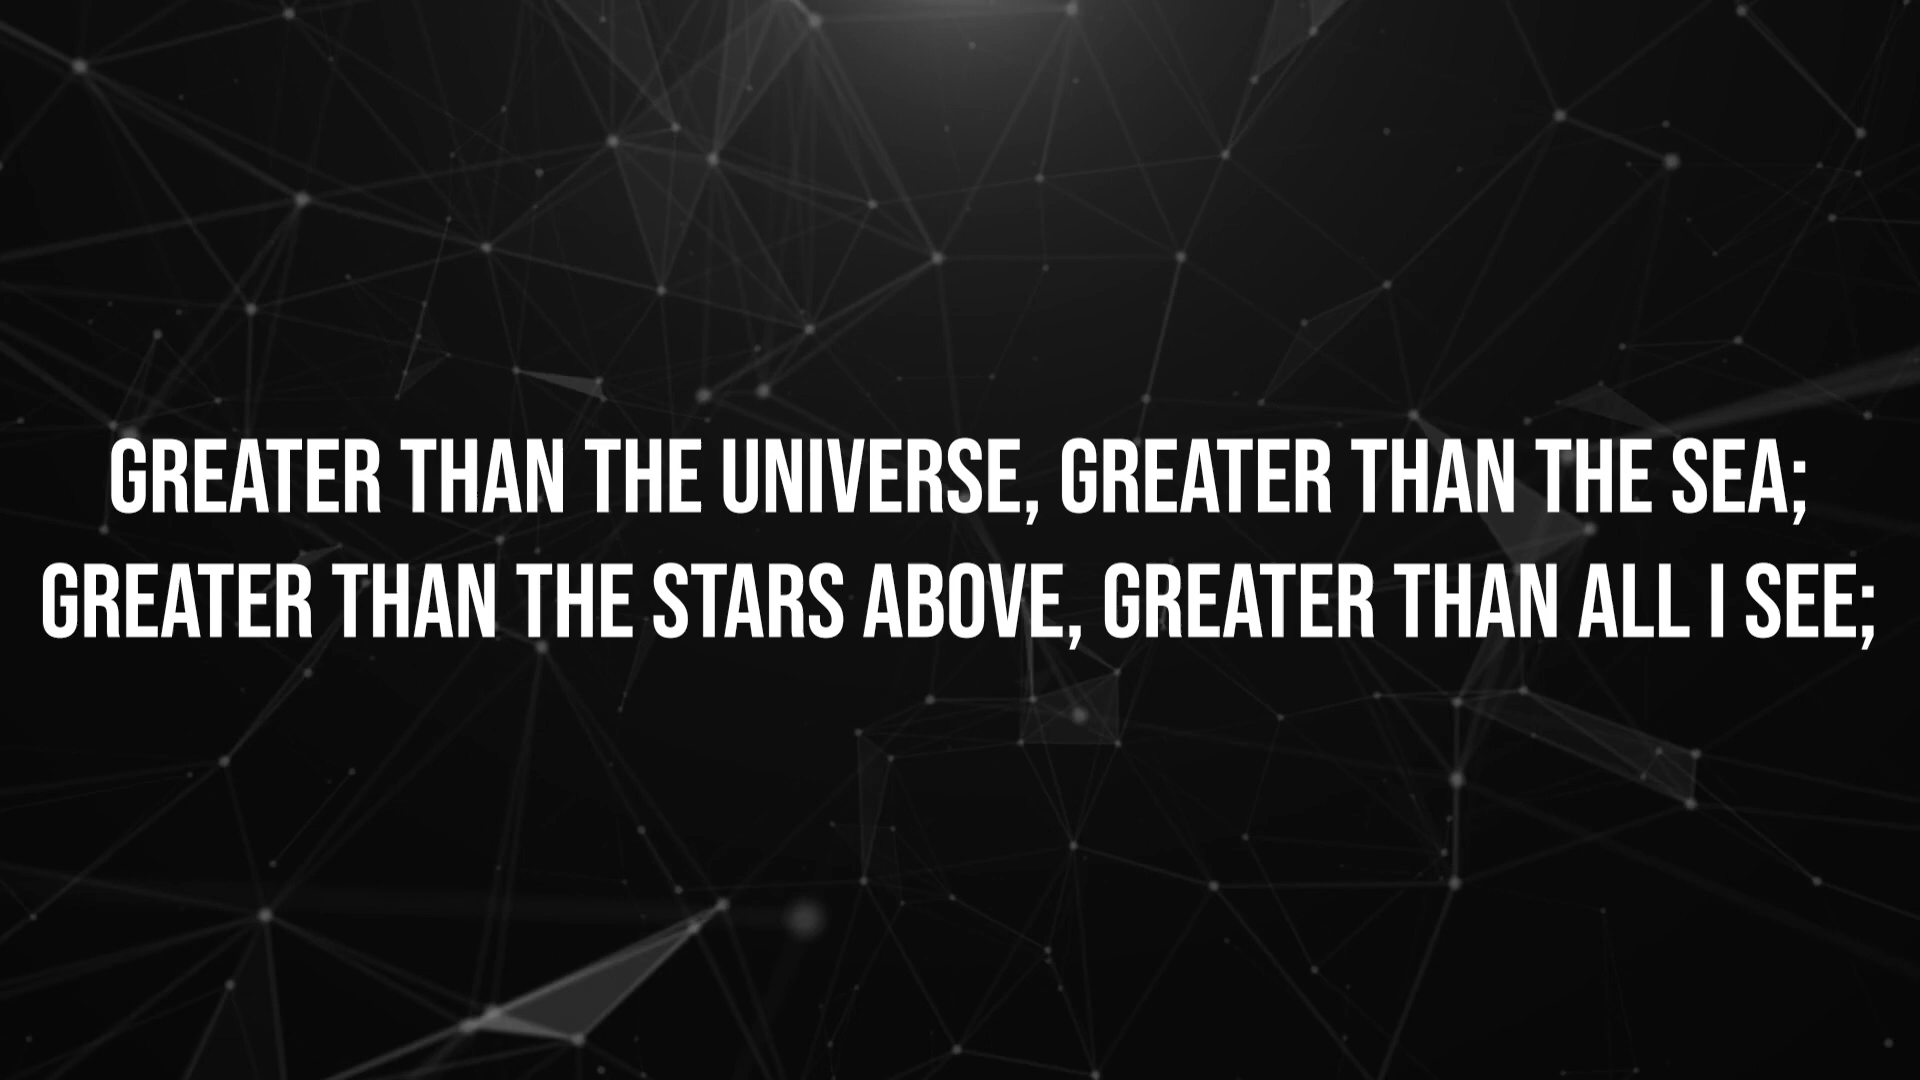 GREATER THAN THE UNIVERSE, GREATER THAN THE SEA;
GREATER THAN THE STARS ABOVE, GREATER THAN ALL I SEE;